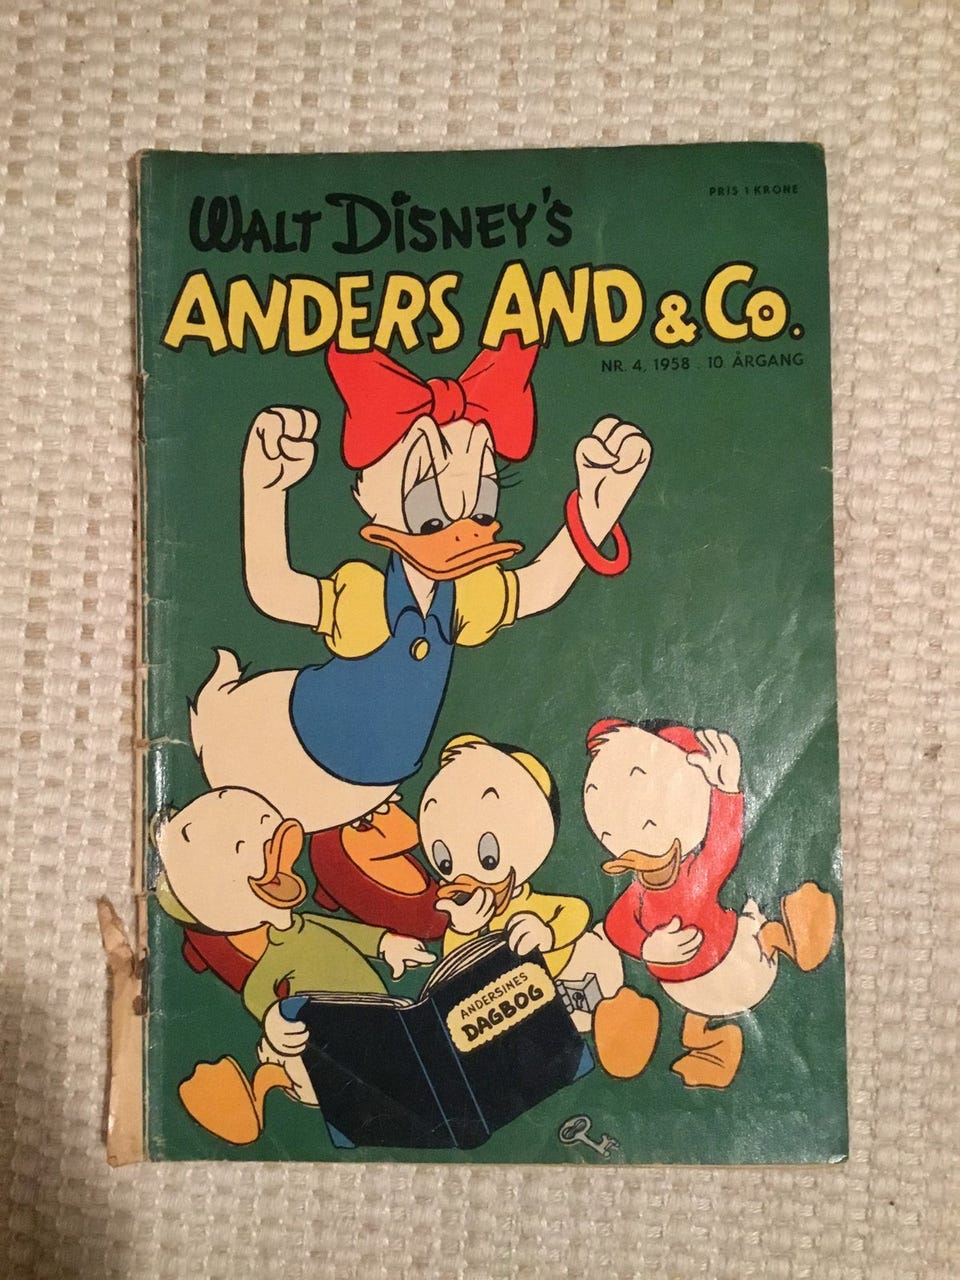 PRIS 1 KRONE
WALT DISNEY'S
ANDERS AND & Co.
NR. 4, 1958 . 10 ÅRGANG
ANDERSINES
DAGBOG